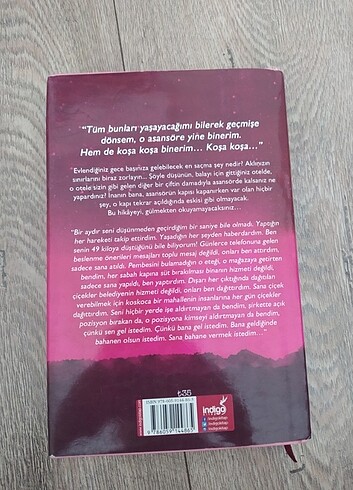 "Tüm bunları yaşayacağımı bilerek geçmişe
dönsem, o asansöre yine binerim.
Hem de koşa koşa binerim... Koşa koşa..."
Evlendiğiniz gece başınıza gelebilecek en saçma şey nedir? Aklınızın
sınırlarını biraz zorlayın... Şöyle düşünün, balayı için gittiğiniz otelde,
o otele sizin gibi gelen diğer bir çiftin damadıyla asansörde kalsanız ne
yapardınız? İnanın bana, asansörün kapısı kapanırken var olan hiçbir
şey, o kapı tekrar açıldığında eskisi gibi olmayacak.
Bu hikâyeyi, gülmekten okuyamayacaksınız...
"Bir aydır seni düşünmeden geçirdiğim bir saniye bile olmadı. Yaptığın
her hareketi takip ettirdim. Yaşadığın her şeyden haberdardım. Ben
senin 49 kiloya düştüğünü bile biliyorum! Günlerce telefonuna gelen
beslenme önerileri mesajları toplu mesaj değildi, onları ben attırdım,
sadece sana atıldı. Pembesini bulamadığın o eteği, o mağazaya getirten
bendim, her sabah kapına süt bırakılması binanın hizmeti değildi,
sadece sana yapıldı, ben yaptırdım. Dışarı her çıktığında dağıtılan
çiçekler belediyenin hizmeti değildi, onları ben dağıttırdım. Sana çiçek
verebilmek için koskoca bir mahallenin insanlarına her gün çiçekler
dağıttırdım. Seni hiçbir yerde işe aldırtmayan da bendim, şirkette açık
pozisyon bırakan da, o pozisyona kimseyi aldırtmayan da bendim,
çünkü sen gel istedim. Çünkü bana gel istedim. Bana geldiğinde
bahanen olsun istedim. Sana bahane vermek istedim..."
₺35
indigo